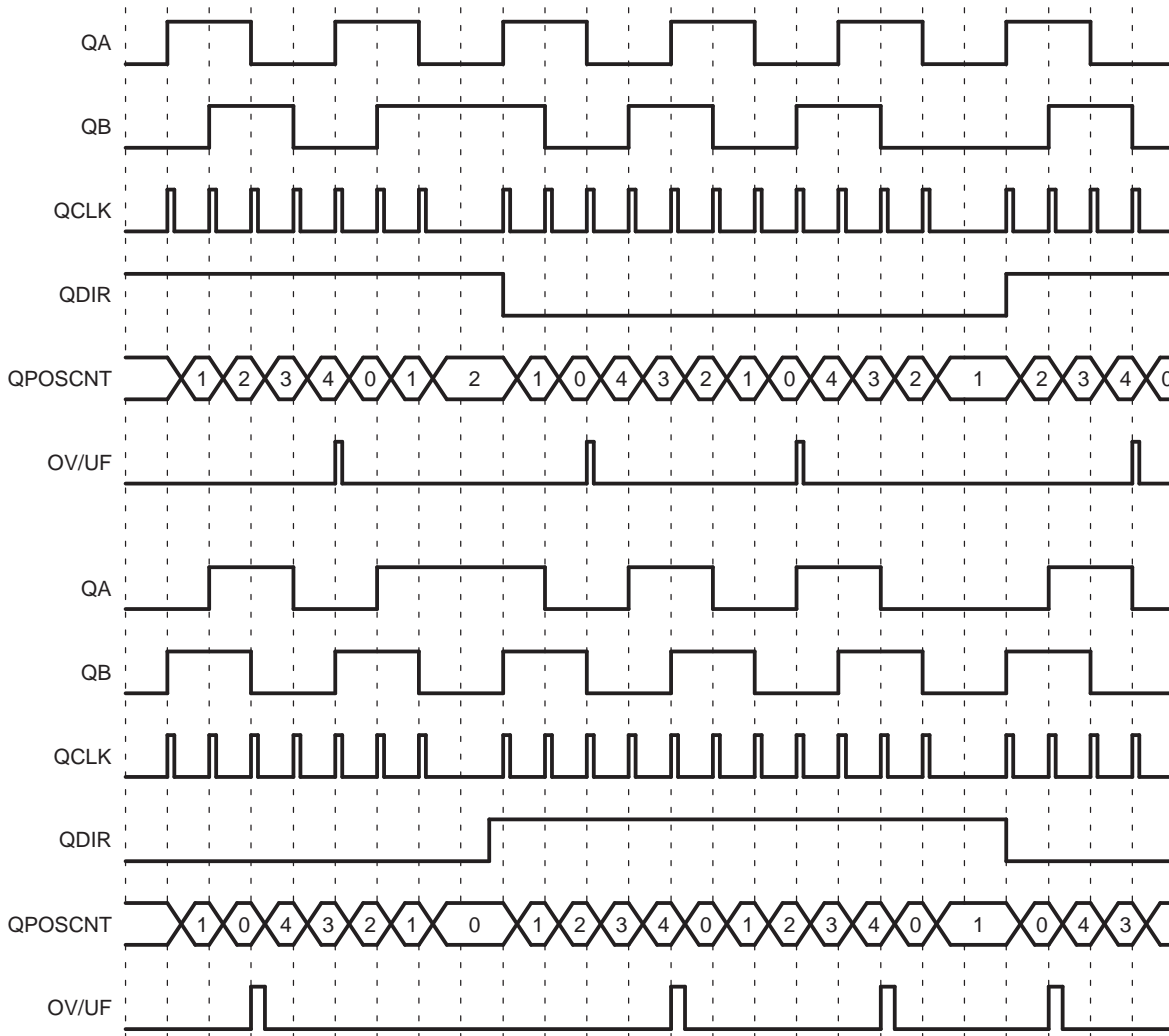 QA
QB
QCLK
QDIR
QPOSCNT 1 2 3 4 0 1 2 1 0 4 3 2 1 0 4 3 2 1 2 3 4 0
OV/UF
QA
QB
QCLK
QDIR
QPOSCNT 1 0 4 3 2 1 0 1 2 3 4 0 1 2 3 4 0 1 0 4 3
OV/UF